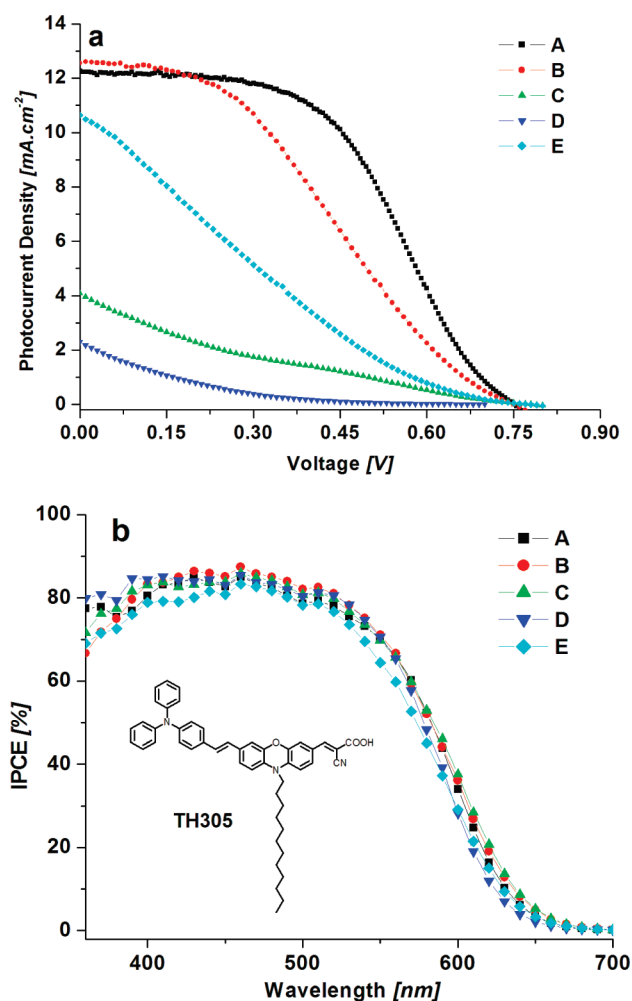 a
A
B
C
D
E
14
12
10
8
6
4
2
0
Photocurrent Density [mA.cm-2]
0.00 0.15 0.30 0.45 0.60 0.75 0.90
Voltage [V]
b
A
B
C
D
E
100
80
60
40
20
0
IPCE [%]
N
O
N
COOH
CN
TH305
400 500 600 700
Wavelength [nm]